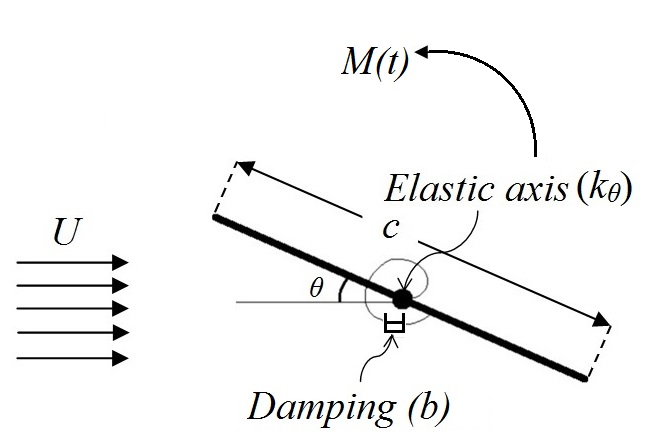 M(t)
Elastic axis (kθ)
U
c
θ
Damping (b)